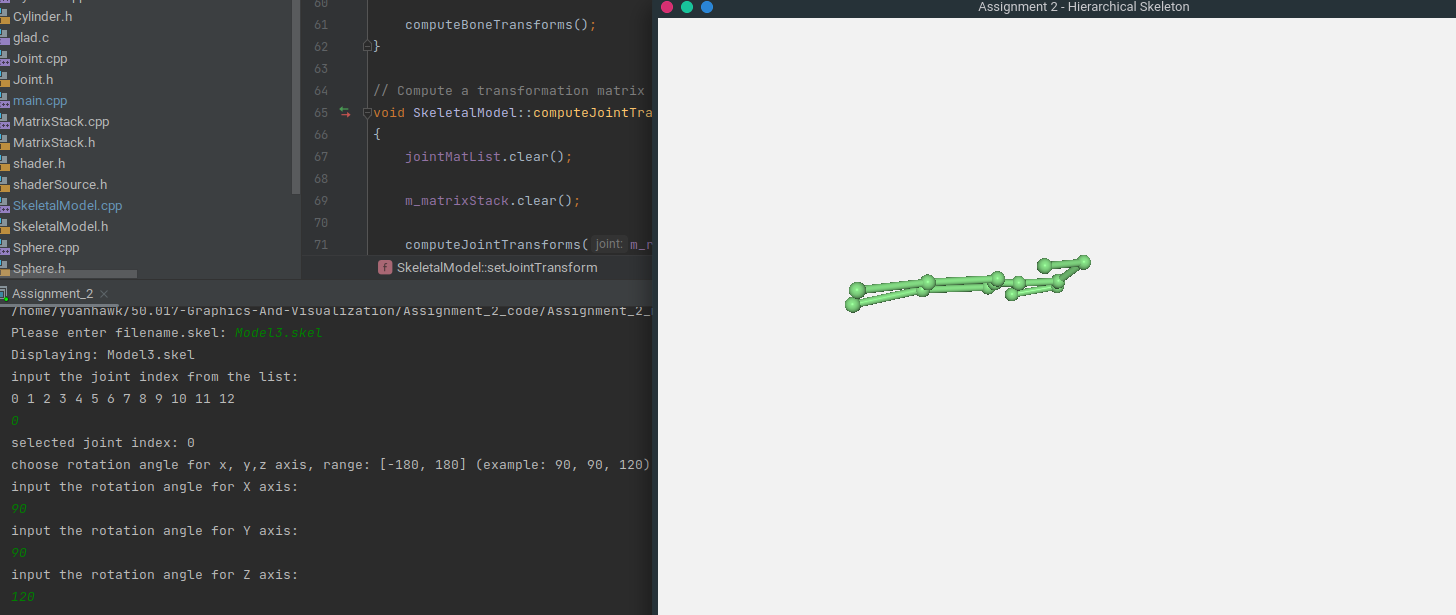 Cylinder.h
glad.c
Joint.cpp
Joint.h
main.cpp
MatrixStack.cpp
MatrixStack.h
shader.h
shaderSource.h
SkeletalModel.cpp
SkeletalModel.h
Sphere.cpp
Sphere.h
60
61 computeBoneTransforms();
62 }
63
64 // Compute a transformation matrix
65 void SkeletalModel::computeJointTra
66 {
67 jointMatList.clear();
68
69 m_matrixStack.clear();
70
71 computeJointTransforms( joint: m_r
f SkeletalModel::setJointTransform
Assignment 2 - Hierarchical Skeleton
Assignment_2 ×
/home/yuanhawk/50.017-Graphics-And-Visualization/Assignment_2_code/Assignment_2_
Please enter filename.skel: Model3.skel
Displaying: Model3.skel
input the joint index from the list:
0 1 2 3 4 5 6 7 8 9 10 11 12
0
selected joint index: 0
choose rotation angle for x, y,z axis, range: [-180, 180] (example: 90, 90, 120)
input the rotation angle for X axis:
90
input the rotation angle for Y axis:
90
input the rotation angle for Z axis:
120